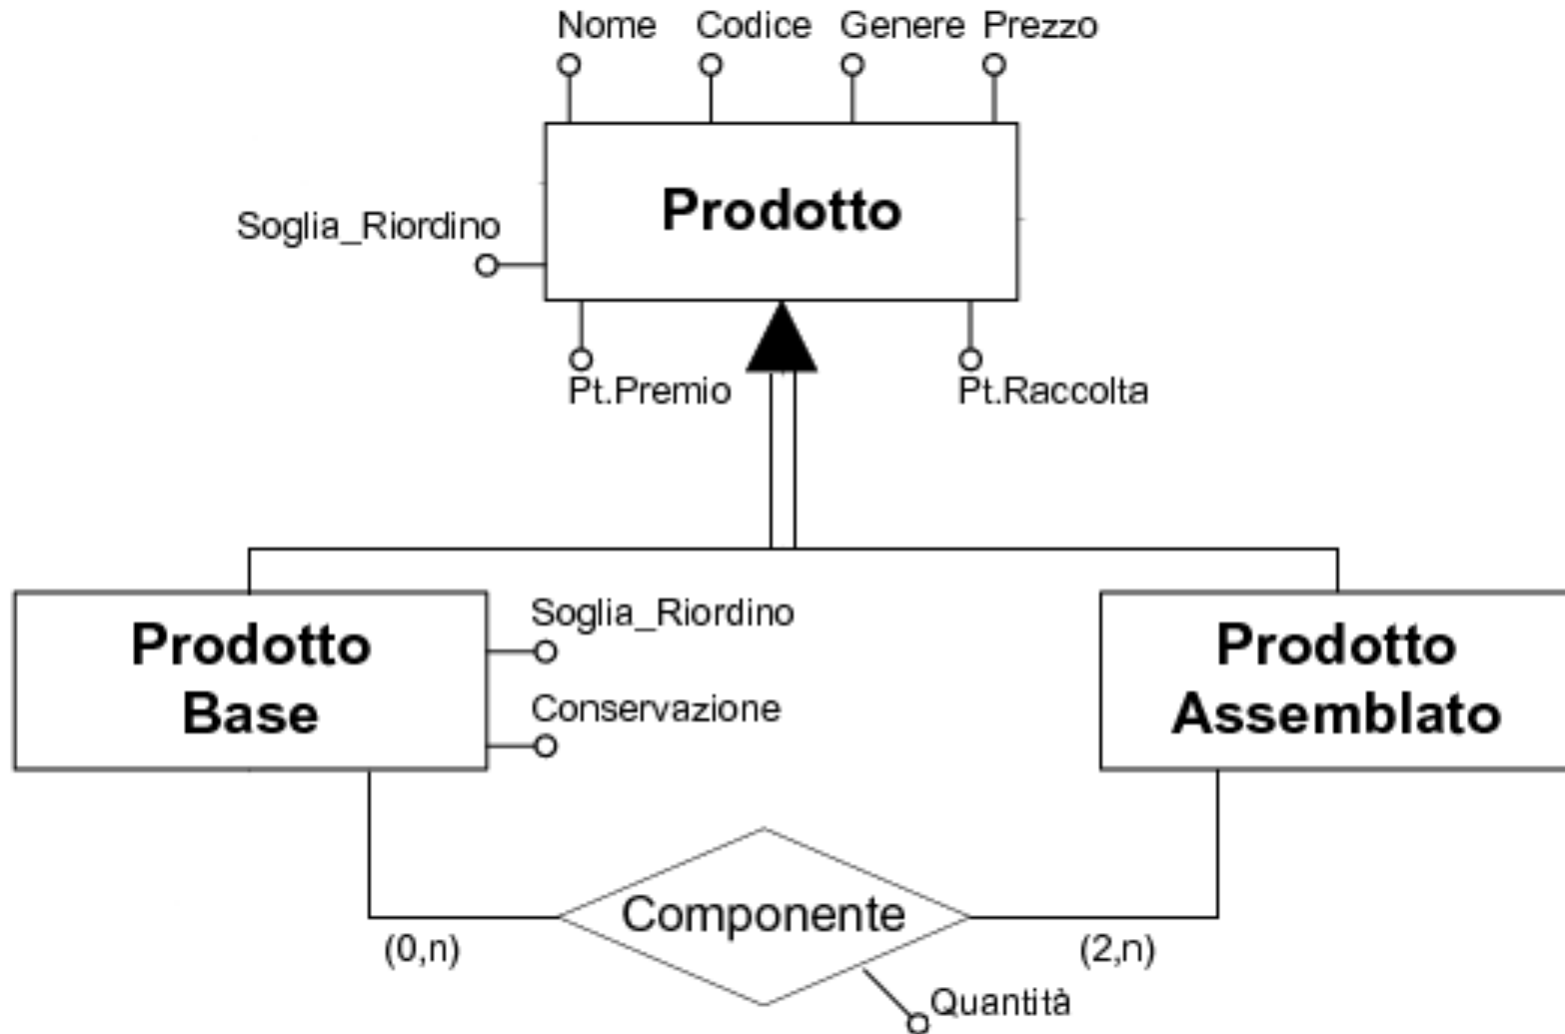 Nome Codice Genere Prezzo
Prodotto
Soglia_Riordino
Pt.Premio
Pt.Raccolta
Prodotto
Base
Soglia_Riordino
Conservazione
Prodotto
Assemblato
Componente
(0,n)
(2,n)
Quantità